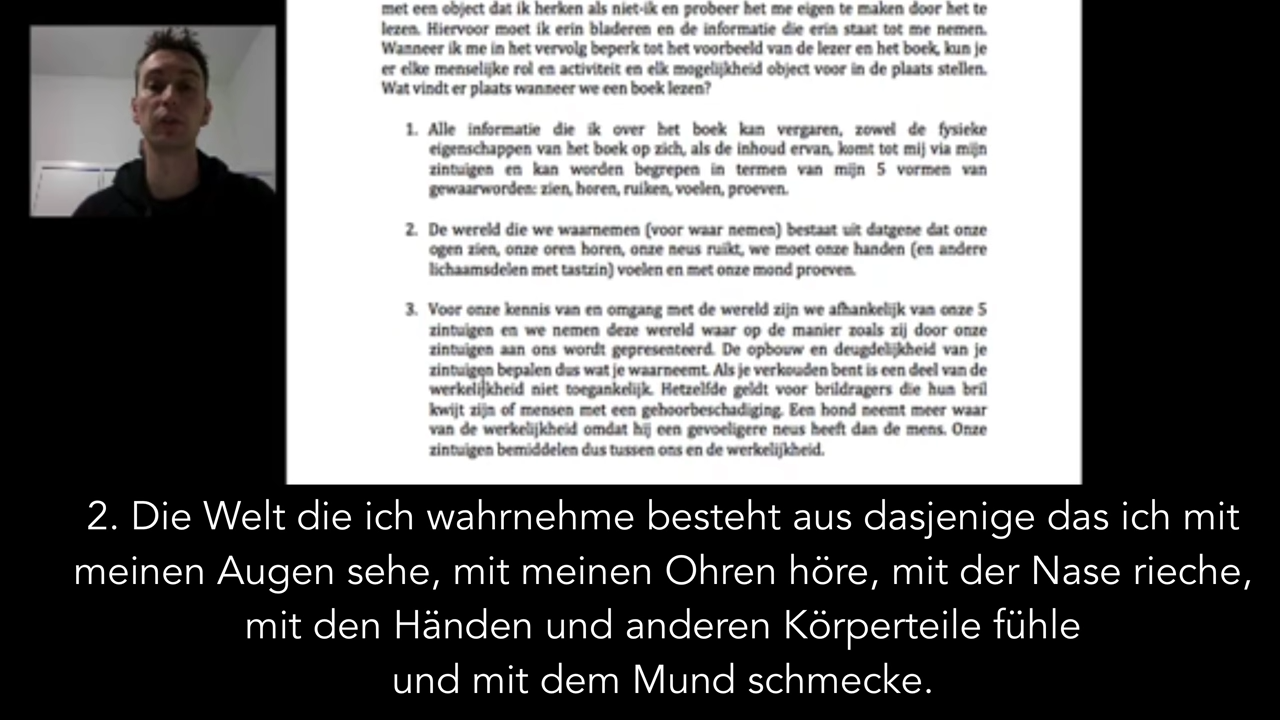 met een object dat ik herken als niet-ik en probeer het me eigen te maken door het te
lezen. Hiervoor moet ik erin bladeren en de informatie die erin staat tot me nemen.
Wanneer ik me in het vervolg beperk tot het voorbeeld van de lezer en het boek, kun je
er elke menselijke rol en activiteit en elk mogelijkheid object voor in de plaats stellen.
Wat vindt er plaats wanneer we een boek lezen?
1. Alle informatie die ik over het boek kan vergaren, zowel de fysieke
eigenschappen van het boek op zich, als de inhoud ervan, komt tot mij via mijn
zintuigen en kan worden begrepen in termen van mijn 5 vormen van
gewaarworden: zien, horen, ruiken, voelen, proeven.
2. De wereld die we waarnemen (voor waar nemen) bestaat uit datgene dat onze
ogen zien, onze oren horen, onze neus ruikt, we moet onze handen (en andere
lichaamsdelen met tastzin) voelen en met onze mond proeven.
3. Voor onze kennis van en omgang met de wereld zijn we afhankelijk van onze 5
zintuigen en we nemen deze wereld waar op de manier zoals zij door onze
zintuigen aan ons wordt gepresenteerd. De opbouw en deugdelijkheid van je
zintuigen bepalen dus wat je waarneemt. Als je verkouden bent is een deel van de
werkelijkheid niet toegankelijk. Hetzelfde geldt voor brildragers die hun bril
kwijt zijn of mensen met een gehoorbeschadiging. Een hond neemt meer waar
van de werkelijkheid omdat hij een gevoeligere neus heeft dan de mens. Onze
zintuigen bemiddelen dus tussen ons en de werkelijkheid.
2. Die Welt die ich wahrnehme besteht aus dasjenige das ich mit
meinen Augen sehe, mit meinen Ohren höre, mit der Nase rieche,
mit den Händen und anderen Körperteile fühle
und mit dem Mund schmecke.